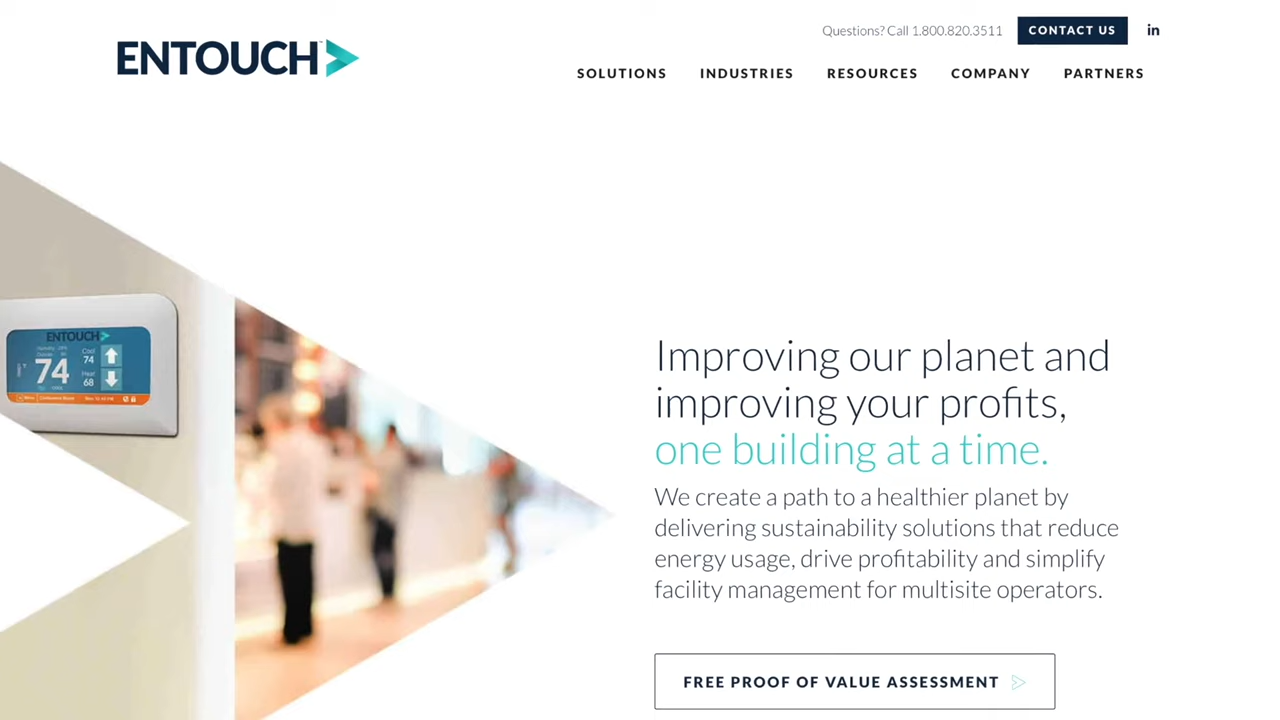 Questions? Call 1.800.820.3511
CONTACT US
in
ENTOUCH
SOLUTIONS
INDUSTRIES
RESOURCES
COMPANY
PARTNERS
ENTOUCH
74
Cool
74
Heat
68
Improving our planet and
improving your profits,
one building at a time.
We create a path to a healthier planet by
delivering sustainability solutions that reduce
energy usage, drive profitability and simplify
facility management for multisite operators.
FREE PROOF OF VALUE ASSESSMENT